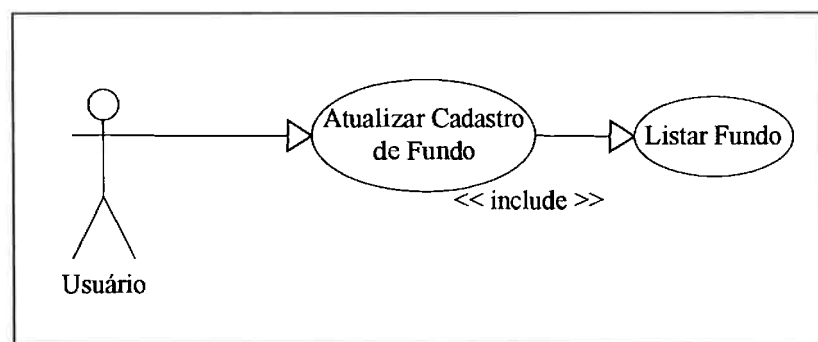 Atualizar Cadastro
de Fundo
Listar Fundo
<< include >>
Usuário